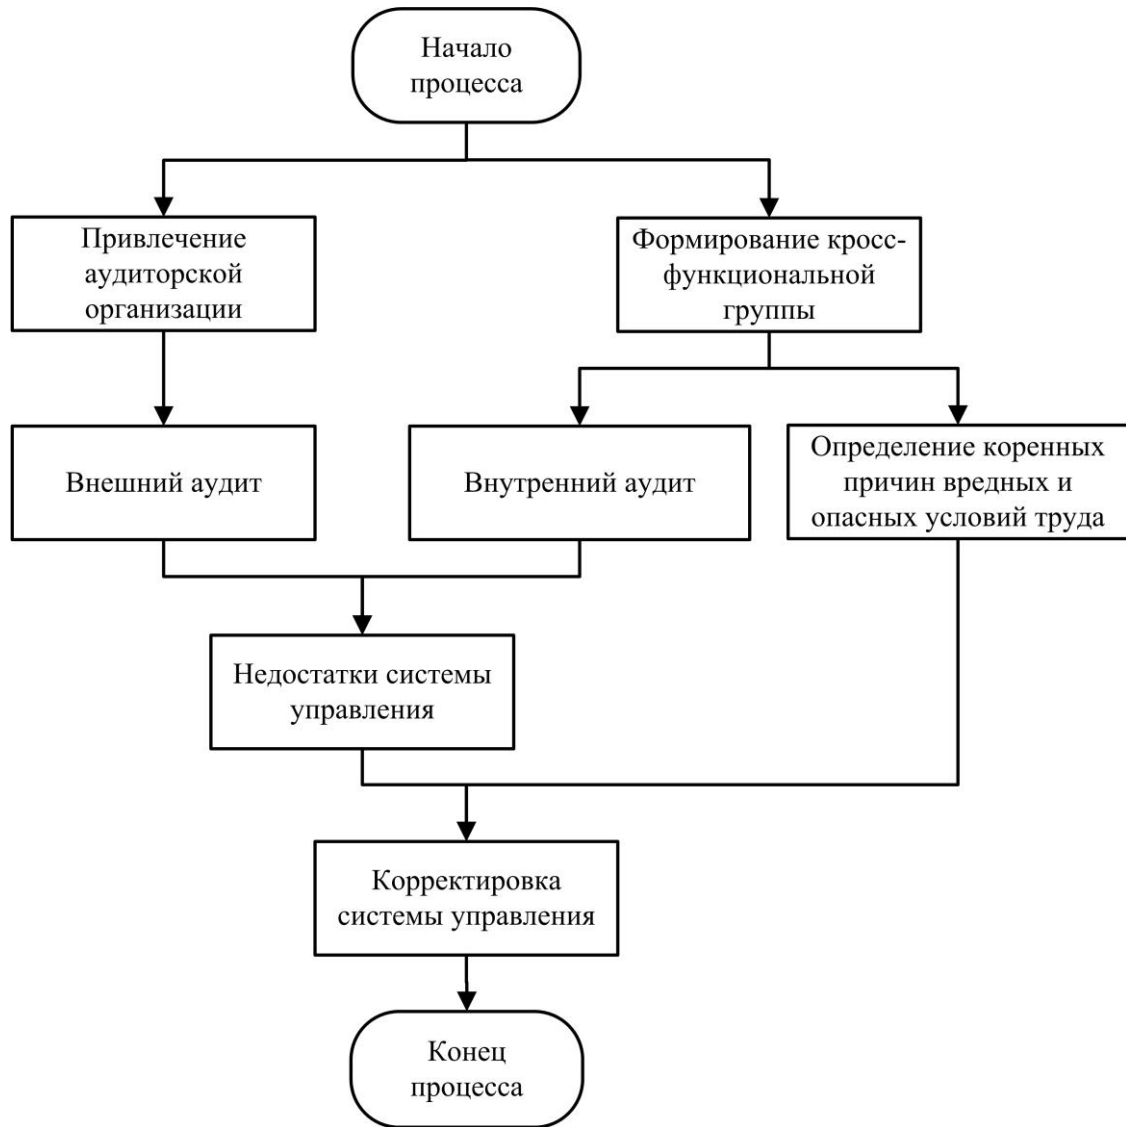 Начало
процесса
Привлечение
аудиторской
организации
Формирование кросс-
функциональной
группы
Внешний аудит
Внутренний аудит
Определение коренных
причин вредных и
опасных условий труда
Недостатки системы
управления
Корректировка
системы управления
Конец
процесса